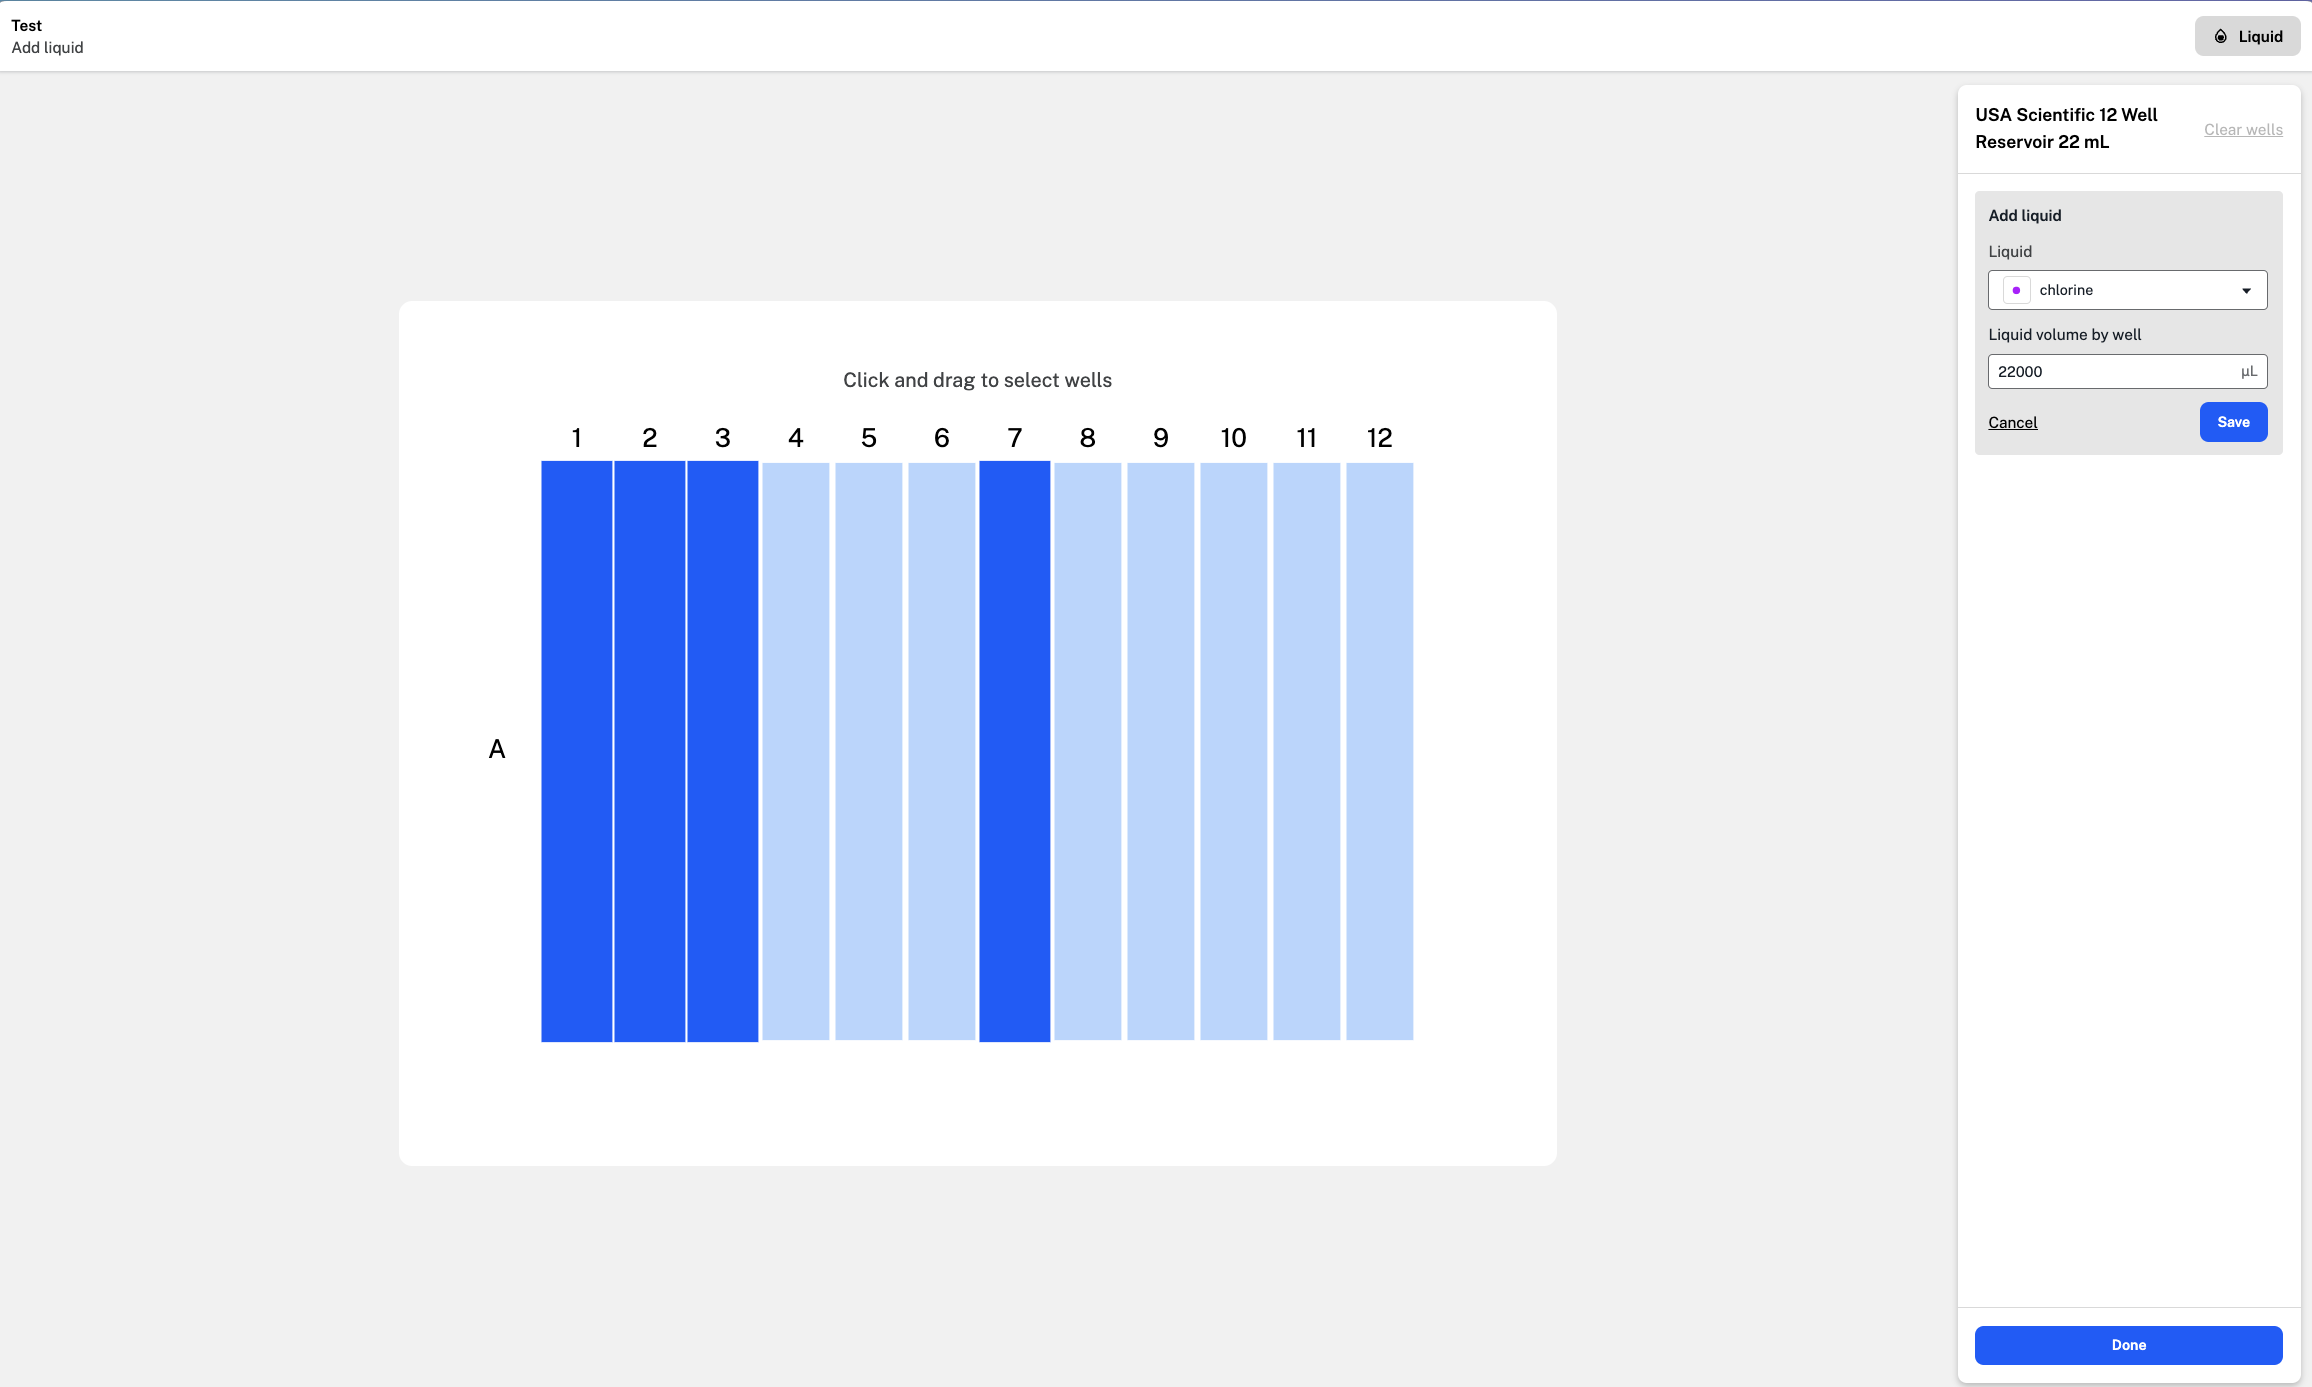 Test
Add liquid
Liquid
USA Scientific 12 Well
Reservoir 22 mL
Clear wells
Add liquid
Liquid
chlorine
Liquid volume by well
22000 µL
Cancel Save
Click and drag to select wells
1 2 3 4 5 6 7 8 9 10 11 12
A
Done